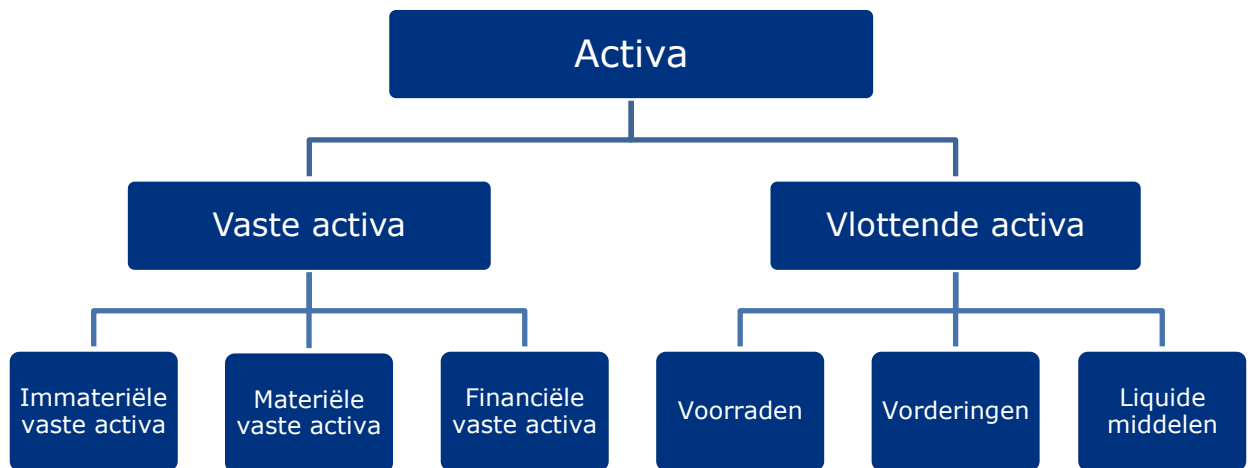 Activa
Vaste activa
Vlottende activa
Immateriële
vaste activa
Materiële
vaste activa
Financiële
vaste activa
Voorraden
Vorderingen
Liquide
middelen